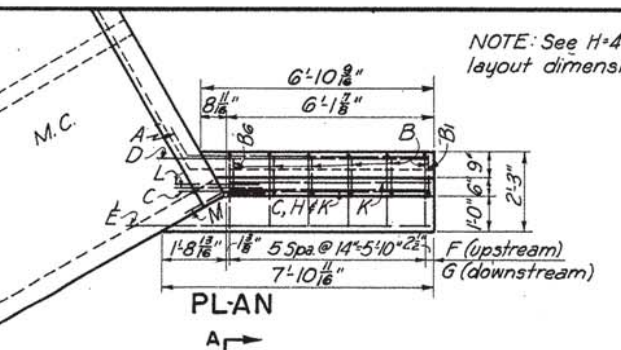 NOTE: See H=4
layout dimensi
6'-10 9/16"
8 11/16" 6'-1 7/8"
M.C.
A
B6
B
B1
D
L
C
E
M
C, H & K
K
9"
6"
1'-0"
2'-3"
1'-8 13/16" 1 3/8" 5 Spa. @ 14"=5'-10" 2 1/2"
F (upstream)
G (downstream)
7'-10 11/16"
PLAN
A